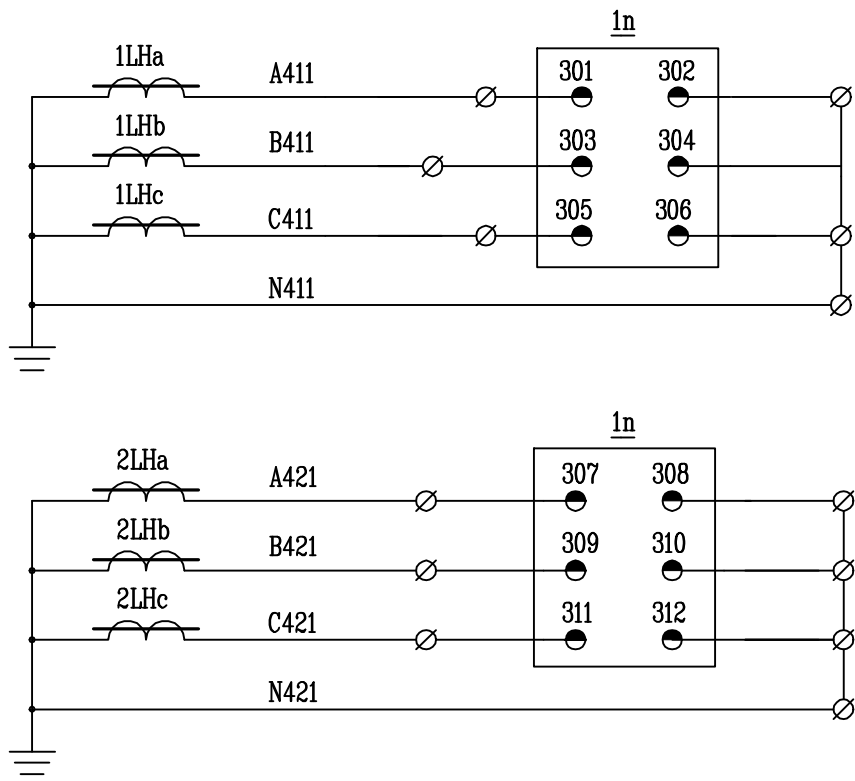 1n
1LHa A411 301 302
1LHb B411 303 304
1LHc C411 305 306
N411
1n
2LHa A421 307 308
2LHb B421 309 310
2LHc C421 311 312
N421